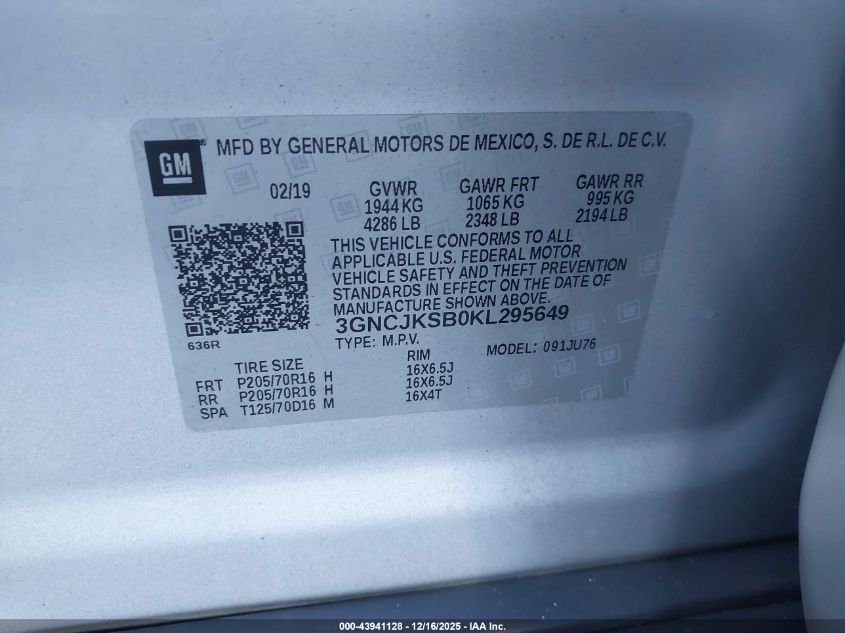 GM ® MFD BY GENERAL MOTORS DE MEXICO, S. DE R.L. DE C.V.
02/19 GVWR GAWR FRT GAWR RR
1944 KG 1065 KG 995 KG
4286 LB 2348 LB 2194 LB
THIS VEHICLE CONFORMS TO ALL
APPLICABLE U.S. FEDERAL MOTOR
VEHICLE SAFETY AND THEFT PREVENTION
STANDARDS IN EFFECT ON THE DATE OF
MANUFACTURE SHOWN ABOVE.
3GNCJKSB0KL295649
636R TYPE: M.P.V. MODEL: 091JU76
TIRE SIZE RIM
FRT P205/70R16 H 16X6.5J
RR P205/70R16 H 16X6.5J
SPA T125/70D16 M 16X4T
000-43941128 - 12/16/2025 - IAA Inc.